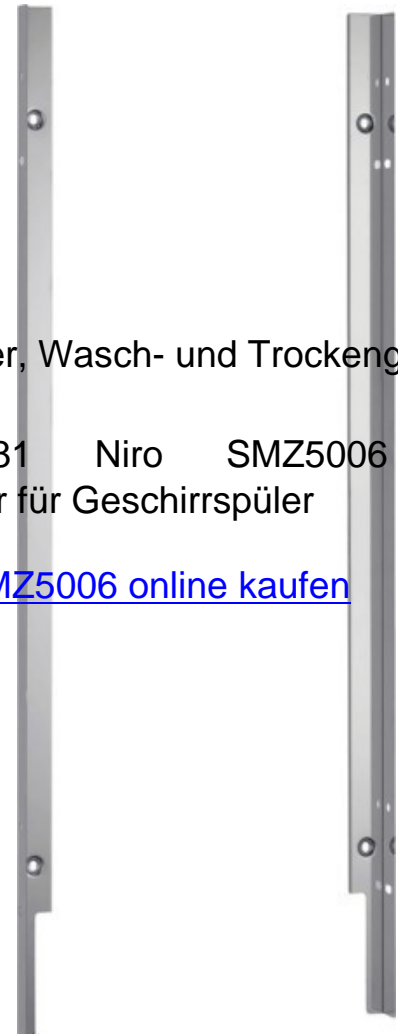 er, Wasch- und Trockeng
31 Niro SMZ5006
r für Geschirrspüler
MZ5006 online kaufen